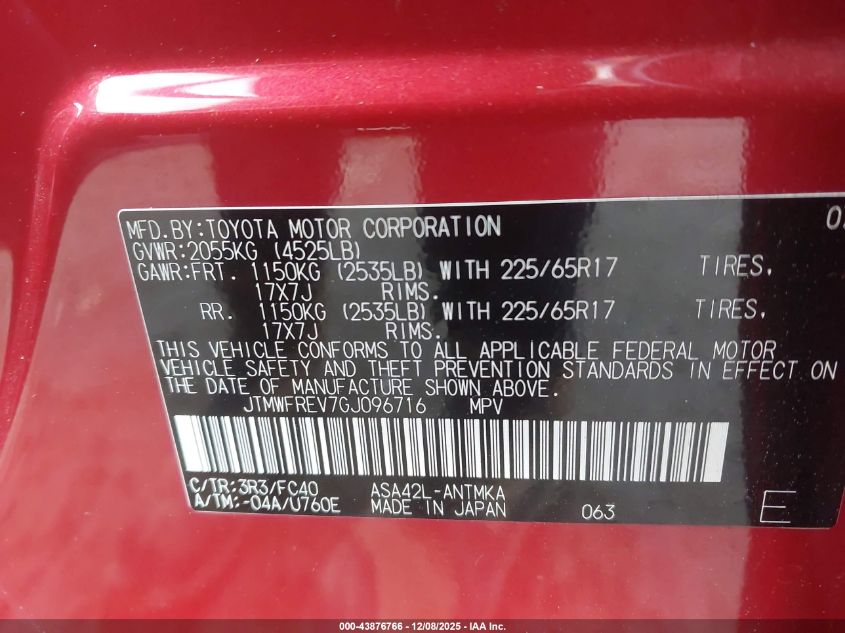 MFD.BY:TOYOTA MOTOR CORPORATION
GVWR:2055KG (4525LB)
GAWR:FRT. 1150KG (2535LB) WITH 225/65R17 TIRES,
17X7J RIMS.
RR. 1150KG (2535LB) WITH 225/65R17 TIRES,
17X7J RIMS.
THIS VEHICLE CONFORMS TO ALL APPLICABLE FEDERAL MOTOR
VEHICLE SAFETY AND THEFT PREVENTION STANDARDS IN EFFECT ON
THE DATE OF MANUFACTURE SHOWN ABOVE.
JTMWFREV7GJ096716 MPV
C/TR:3R3/FC40 ASA42L-ANTMKA
A/TM:-04A/U760E MADE IN JAPAN 063 E
000-43876766 - 12/08/2025 - IAA Inc.